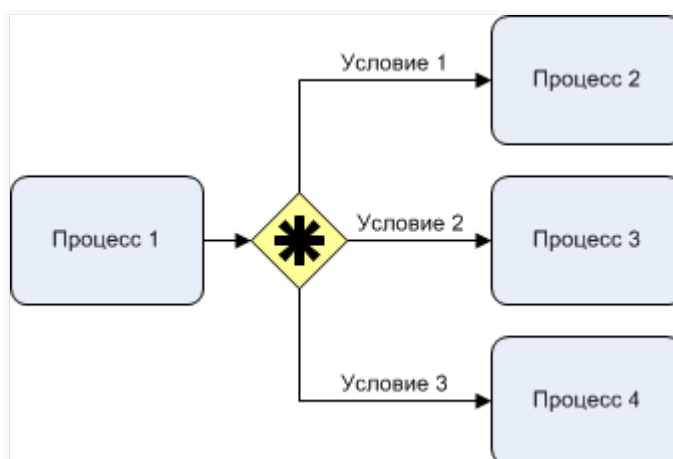 Условие 1
Процесс 2
Процесс 1
Условие 2
Процесс 3
Условие 3
Процесс 4